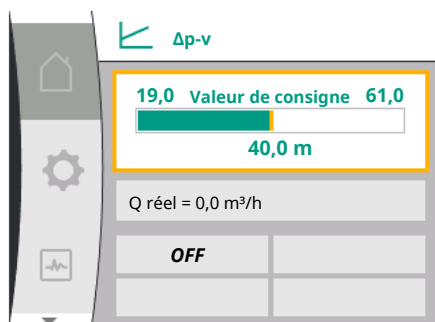 Δp-v
19,0 Valeur de consigne 61,0
40,0 m
Q réel = 0,0 m³/h
OFF